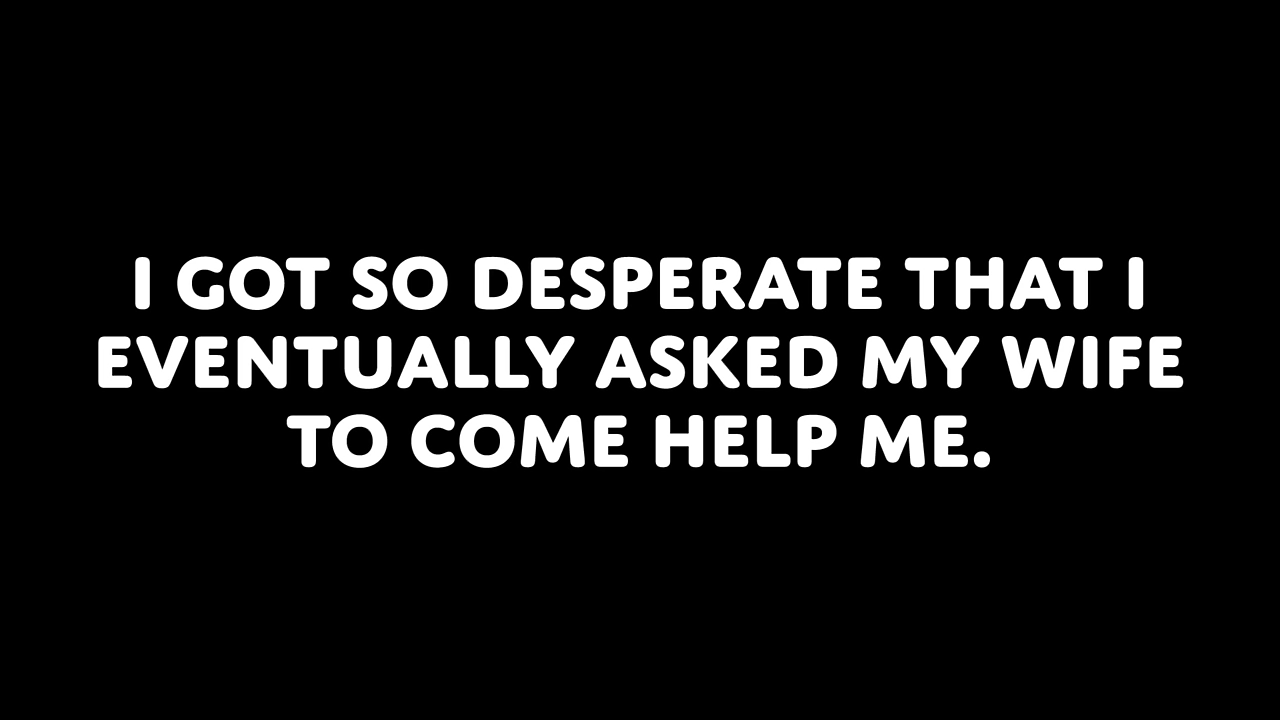 I GOT SO DESPERATE THAT I
EVENTUALLY ASKED MY WIFE
TO COME HELP ME.